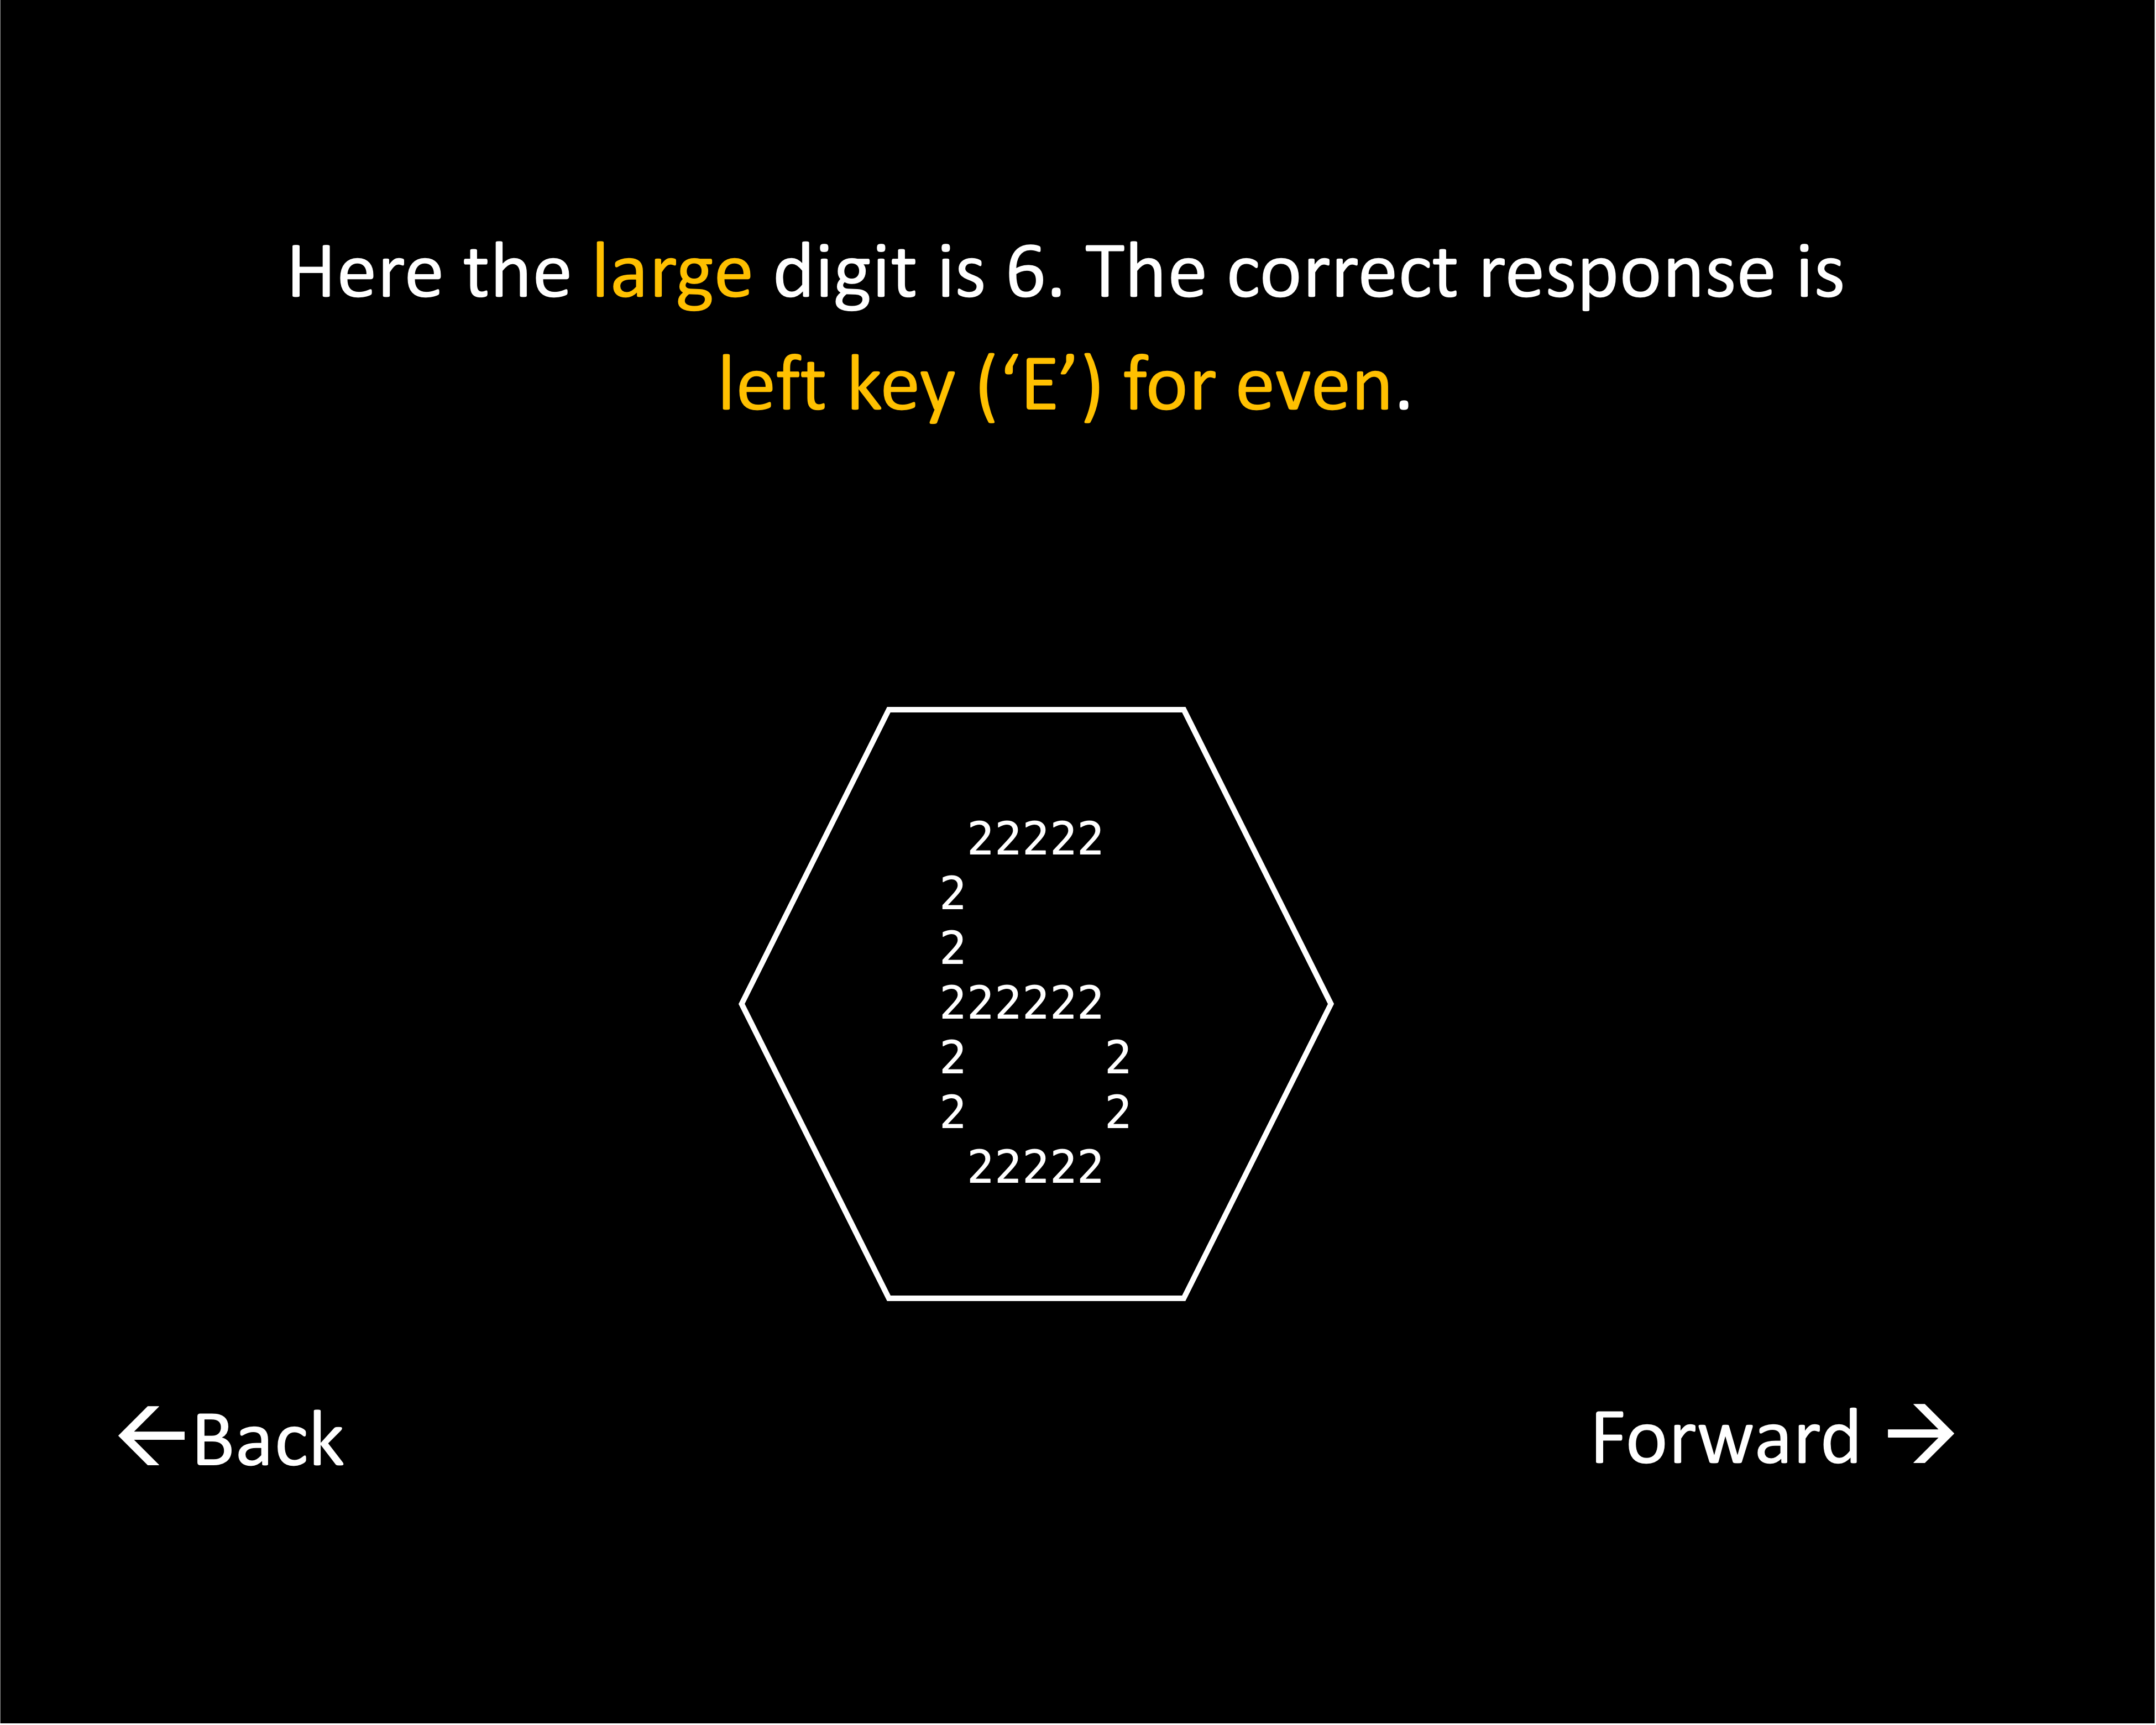 Here the large digit is 6. The correct response is
left key (‘E’) for even.
22222
2
2
222222
2 2
2 2
22222
←Back
Forward →